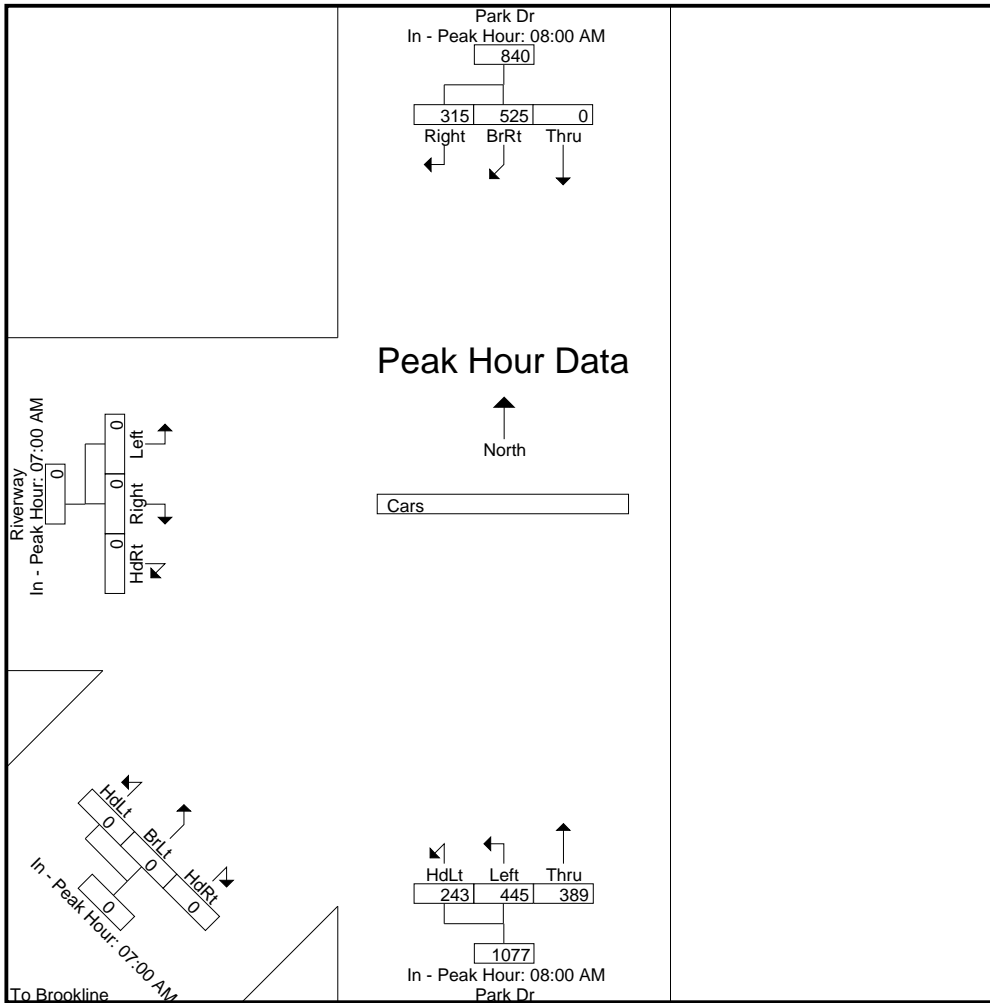 Park Dr
In - Peak Hour: 08:00 AM
840
315 525 0
Right BrRt Thru
Peak Hour Data
North
Cars
Riverway
In - Peak Hour: 07:00 AM
0
0 0 0
Left Right HdRt
HdLt BrLt HdRt
0 0 0
0
In - Peak Hour: 07:00 AM
To Brookline
HdLt Left Thru
243 445 389
1077
In - Peak Hour: 08:00 AM
Park Dr